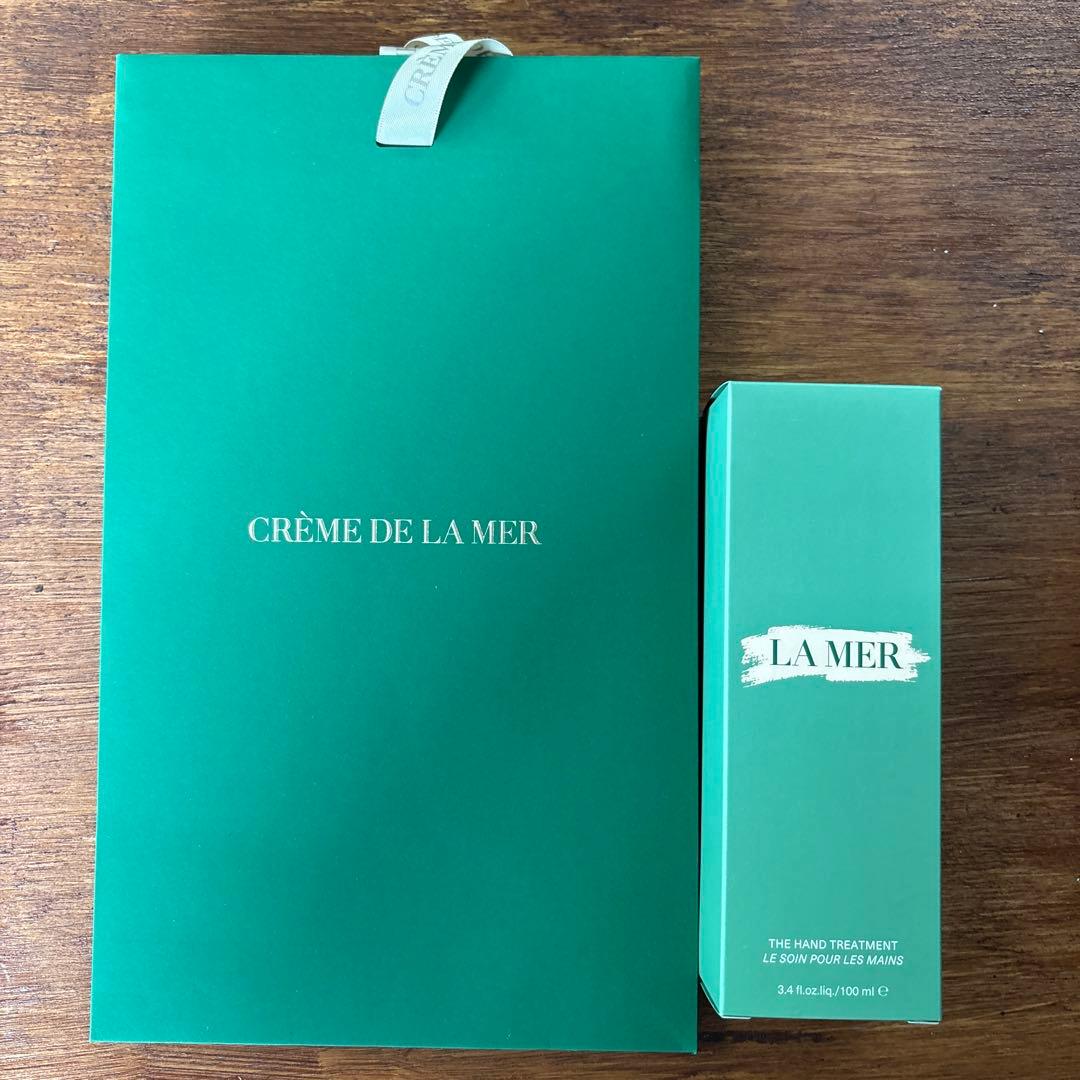 CRÈME
CRÈME DE LA MER
LA MER
THE HAND TREATMENT
LE SOIN POUR LES MAINS
3.4 fl.oz.liq./100 ml ℮